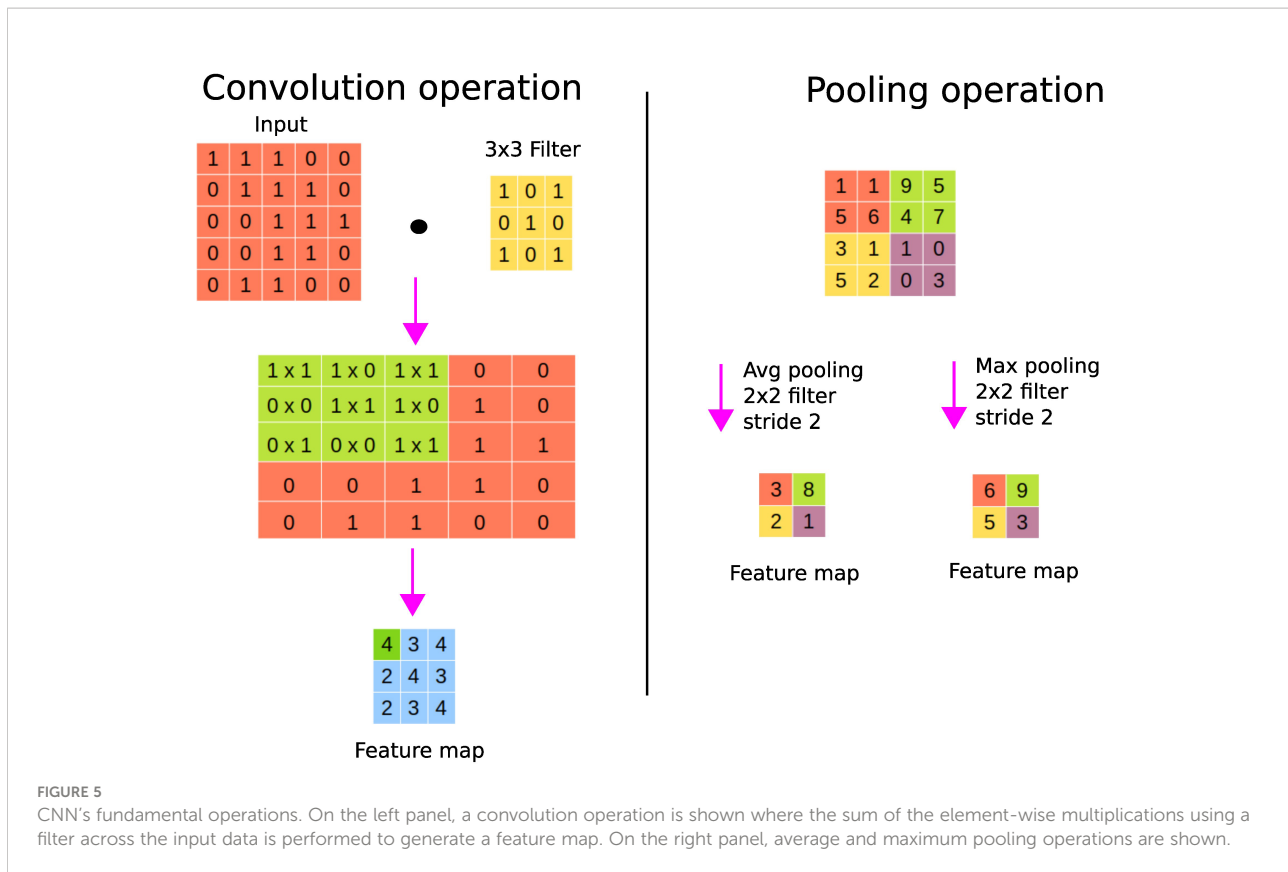 Convolution operation
Input
1 1 1 0 0
0 1 1 1 0
0 0 1 1 1
0 0 1 1 0
0 1 1 0 0
3x3 Filter
1 0 1
0 1 0
1 0 1
1 x 1 1 x 0 1 x 1 0 0
0 x 0 1 x 1 1 x 0 1 0
0 x 1 0 x 0 1 x 1 1 1
0 0 1 1 0
0 1 1 0 0
4 3 4
2 4 3
2 3 4
Feature map
Pooling operation
1 1 9 5
5 6 4 7
3 1 1 0
5 2 0 3
Avg pooling
2x2 filter
stride 2
Max pooling
2x2 filter
stride 2
3 8
2 1
Feature map
6 9
5 3
Feature map
FIGURE 5
CNN’s fundamental operations. On the left panel, a convolution operation is shown where the sum of the element-wise multiplications using a
filter across the input data is performed to generate a feature map. On the right panel, average and maximum pooling operations are shown.